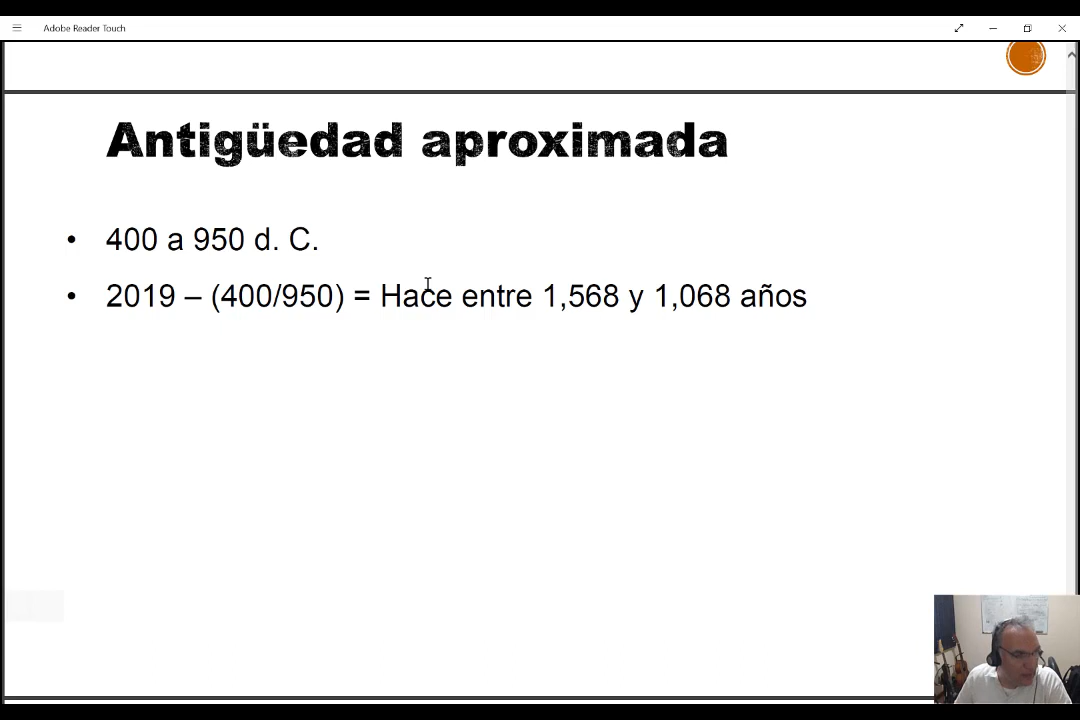 Adobe Reader Touch
Antigüedad aproximada
• 400 a 950 d. C.
• 2019 – (400/950) = Hace entre 1,568 y 1,068 años